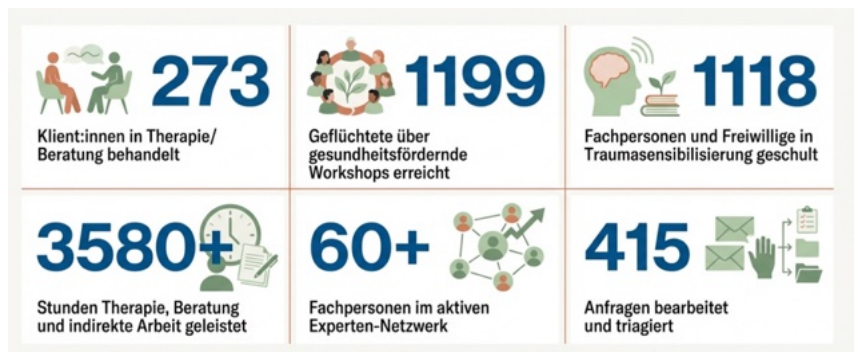 273
Klient:innen in Therapie/
Beratung behandelt
1199
Geflüchtete über
gesundheitsfördernde
Workshops erreicht
1118
Fachpersonen und Freiwillige in
Traumasensibilisierung geschult
3580+
Stunden Therapie, Beratung
und indirekte Arbeit geleistet
60+
Fachpersonen im aktiven
Experten-Netzwerk
415
Anfragen bearbeitet
und triagiert